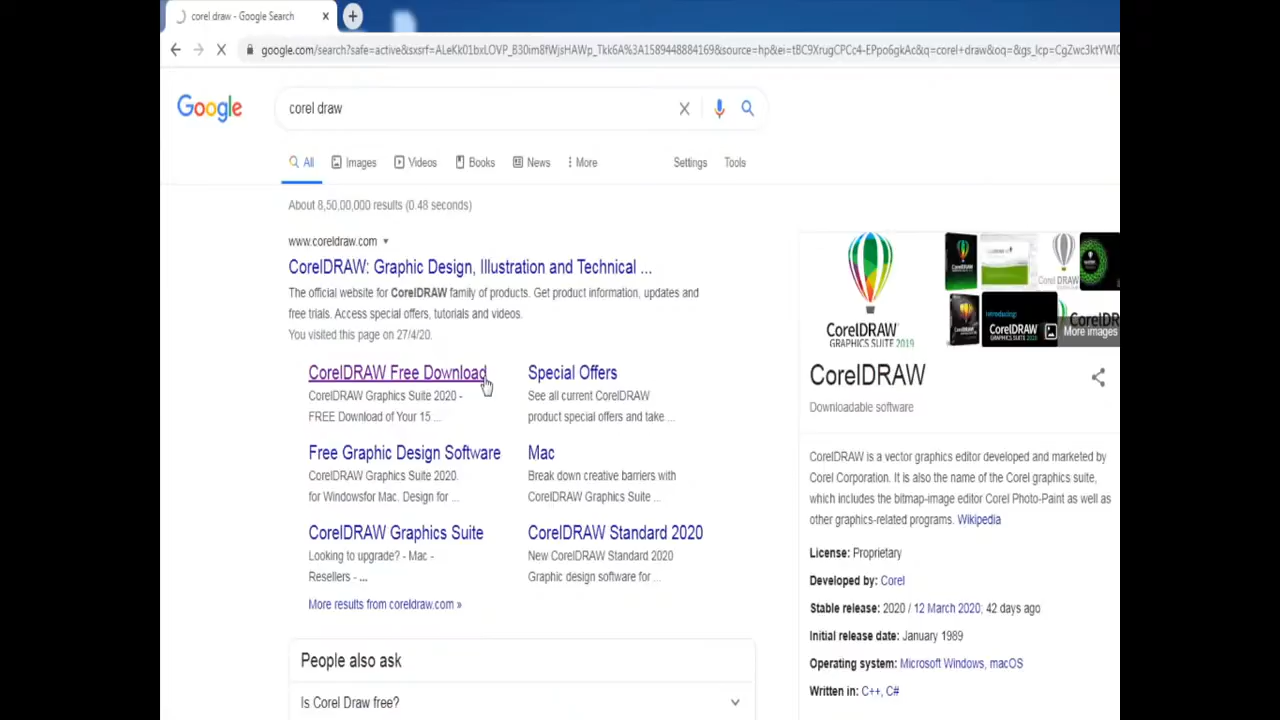 corel draw - Google Search
google.com/search?safe=active&sxsrf=ALeKk01bxLOVP_B30im8fWjsHAWp_Tkk6A%3A1589448884169&source=hp&ei=tBC9XrugCPCc4-EPpo6gkAc&q=corel+draw&oq=&gs_lcp=CgZwc3ktYWIC
Google
corel draw
All
Images
Videos
Books
News
More
Settings
Tools
About 8,50,00,000 results (0.48 seconds)
www.coreldraw.com
CorelDRAW: Graphic Design, Illustration and Technical ...
The official website for CorelDRAW family of products. Get product information, updates and
free trials. Access special offers, tutorials and videos.
You visited this page on 27/4/20.
CorelDRAW Free Download
CorelDRAW Graphics Suite 2020 -
FREE Download of Your 15 ...
Special Offers
See all current CorelDRAW
product special offers and take ...
Free Graphic Design Software
CorelDRAW Graphics Suite 2020.
for Windowsfor Mac. Design for ...
Mac
Break down creative barriers with
CorelDRAW Graphics Suite ...
CorelDRAW Graphics Suite
Looking to upgrade? - Mac -
Resellers - ...
CorelDRAW Standard 2020
New CorelDRAW Standard 2020
Graphic design software for ...
More results from coreldraw.com »
People also ask
Is Corel Draw free?
CorelDRAW
GRAPHICS SUITE 2019
Corel DRAW
CorelDRAW
More images
CorelDRAW
Downloadable software
CorelDRAW is a vector graphics editor developed and marketed by
Corel Corporation. It is also the name of the Corel graphics suite,
which includes the bitmap-image editor Corel Photo-Paint as well as
other graphics-related programs. Wikipedia
License: Proprietary
Developed by: Corel
Stable release: 2020 / 12 March 2020; 42 days ago
Initial release date: January 1989
Operating system: Microsoft Windows, macOS
Written in: C++, C#